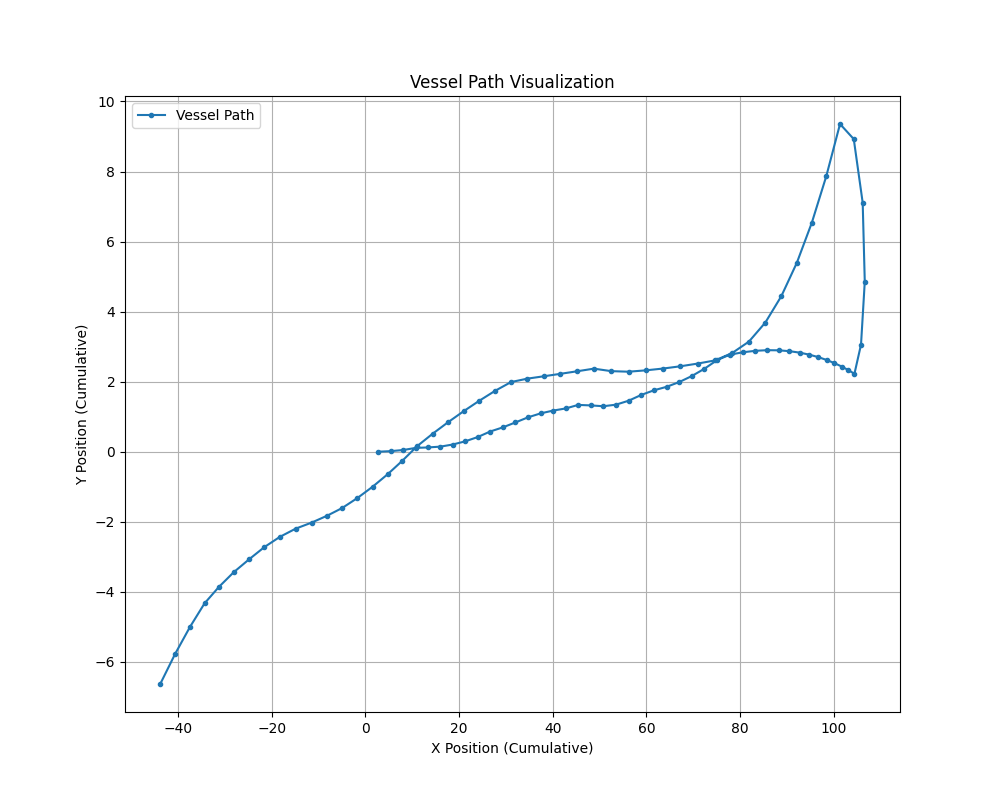 Vessel Path Visualization
Vessel Path
10
8
6
4
2
0
−2
−4
−6
Y Position (Cumulative)
−40 −20 0 20 40 60 80 100
X Position (Cumulative)